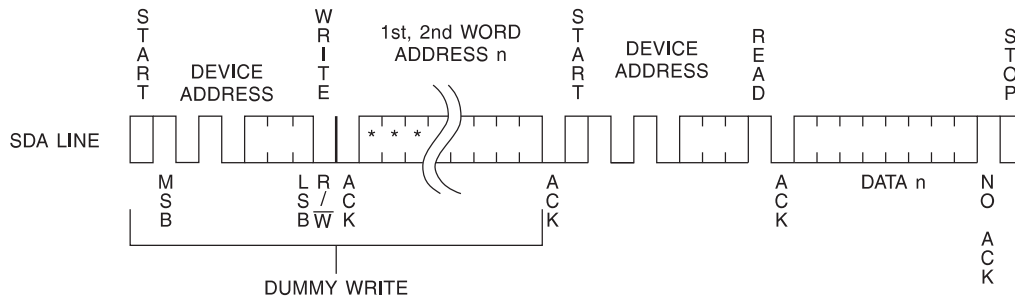 START
WRITE
1st, 2nd WORD
ADDRESS n
START
READ
STOP
DEVICE
ADDRESS
DEVICE
ADDRESS
SDA LINE
* * *
MSB
LSB
R/W̅
ACK
ACK
ACK
DATA n
NO ACK
DUMMY WRITE